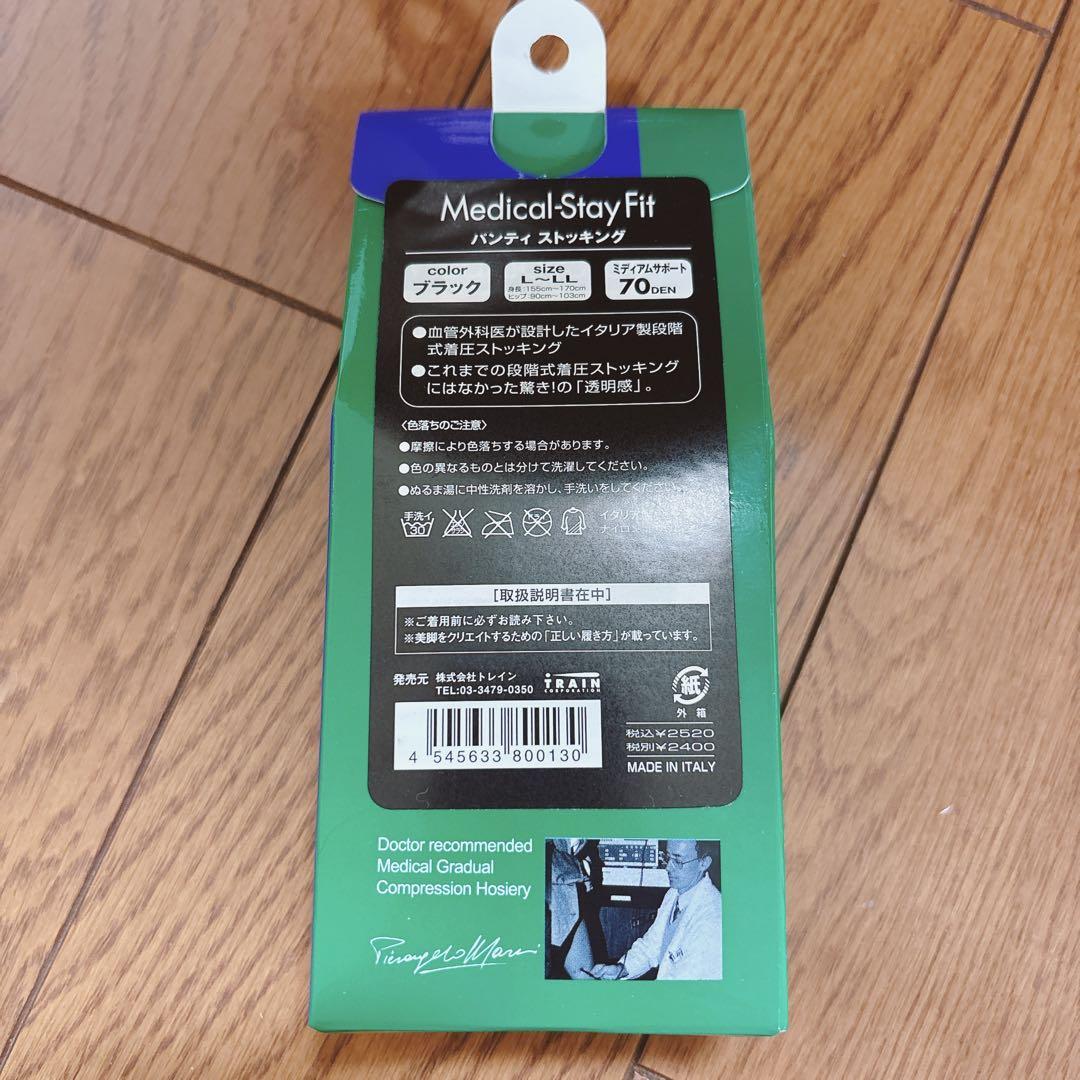 Medical-Stay Fit
パンティ ストッキング
color
ブラック
size
L～LL
身長:155cm～170cm
ヒップ:90cm～103cm
ミディアムサポート
70DEN
●血管外科医が設計したイタリア製段階
式着圧ストッキング
●これまでの段階式着圧ストッキング
にはなかった驚き!の「透明感」。
〈色落ちのご注意〉
●摩擦により色落ちする場合があります。
●色の異なるものとは分けて洗濯してください。
●ぬるま湯に中性洗剤を溶かし、手洗いをしてください。
手洗イ
30
イタリア
ナイロン
[取扱説明書在中]
※ご着用前に必ずお読み下さい。
※美脚をクリエイトするための「正しい履き方」が載っています。
発売元 株式会社トレイン
TEL:03-3479-0350
TRAIN
CORPORATION
紙
外箱
4 545633 800130
税込¥2520
税別¥2400
MADE IN ITALY
Doctor recommended
Medical Gradual
Compression Hosiery